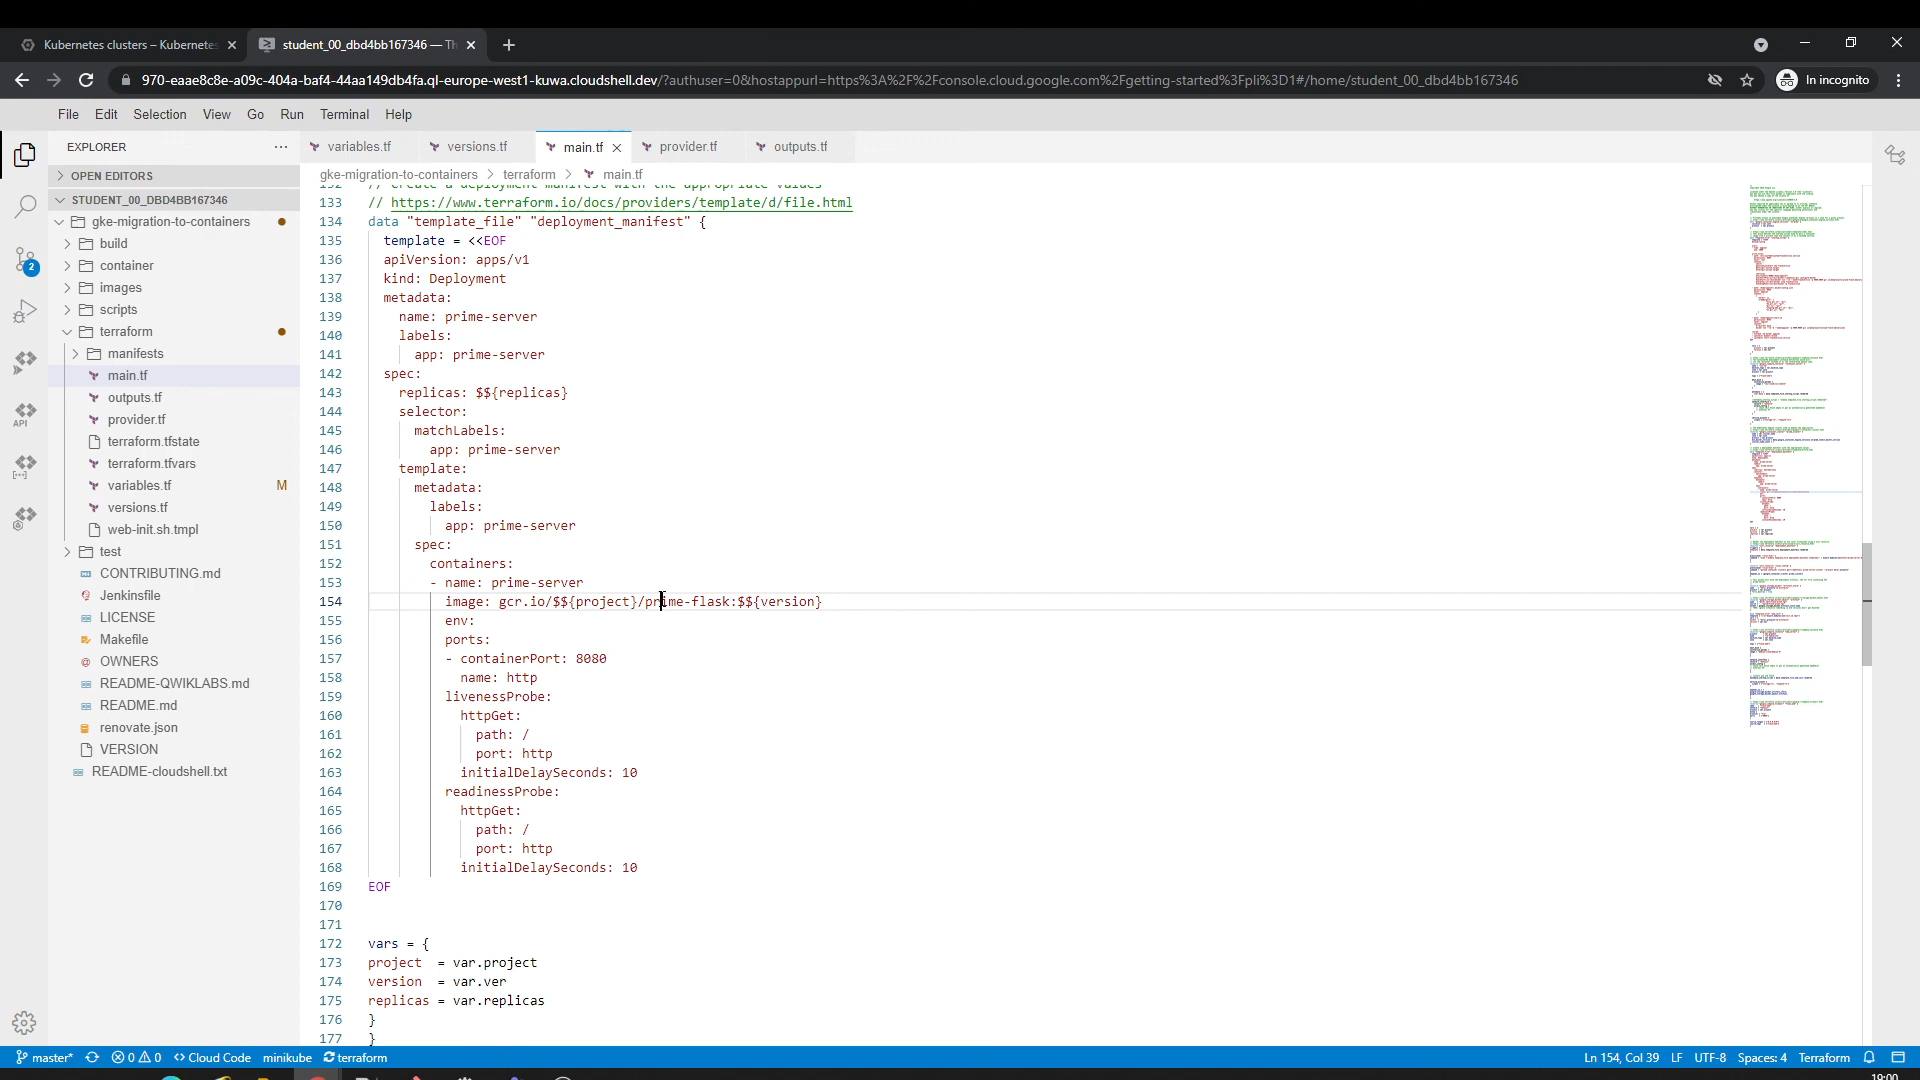 Kubernetes clusters – Kubernetes
student_00_dbd4bb167346 — Th
970-eaae8c8e-a09c-404a-baf4-44aa149db4fa.ql-europe-west1-kuwa.cloudshell.dev/?authuser=0&hostappurl=https%3A%2F%2Fconsole.cloud.google.com%2Fgetting-started%3Fpli%3D1#/home/student_00_dbd4bb167346
In incognito
File Edit Selection View Go Run Terminal Help
EXPLORER
variables.tf versions.tf main.tf provider.tf outputs.tf
OPEN EDITORS
STUDENT_00_DBD4BB167346
gke-migration-to-containers
build
container
images
scripts
terraform
manifests
main.tf
outputs.tf
provider.tf
terraform.tfstate
terraform.tfvars
variables.tf M
versions.tf
web-init.sh.tmpl
test
CONTRIBUTING.md
Jenkinsfile
LICENSE
Makefile
OWNERS
README-QWIKLABS.md
README.md
renovate.json
VERSION
README-cloudshell.txt
2
API
gke-migration-to-containers > terraform > main.tf
132 // create a deployment manifest with the appropriate values
133 // https://www.terraform.io/docs/providers/template/d/file.html
134 data "template_file" "deployment_manifest" {
135 template = <<EOF
136 apiVersion: apps/v1
137 kind: Deployment
138 metadata:
139 name: prime-server
140 labels:
141 app: prime-server
142 spec:
143 replicas: $${replicas}
144 selector:
145 matchLabels:
146 app: prime-server
147 template:
148 metadata:
149 labels:
150 app: prime-server
151 spec:
152 containers:
153 - name: prime-server
154 image: gcr.io/$${project}/prime-flask:$${version}
155 env:
156 ports:
157 - containerPort: 8080
158 name: http
159 livenessProbe:
160 httpGet:
161 path: /
162 port: http
163 initialDelaySeconds: 10
164 readinessProbe:
165 httpGet:
166 path: /
167 port: http
168 initialDelaySeconds: 10
169 EOF
170
171
172 vars = {
173 project = var.project
174 version = var.ver
175 replicas = var.replicas
176 }
177 }
master* 0 0 Cloud Code minikube terraform
Ln 154, Col 39 LF UTF-8 Spaces: 4 Terraform
19:00